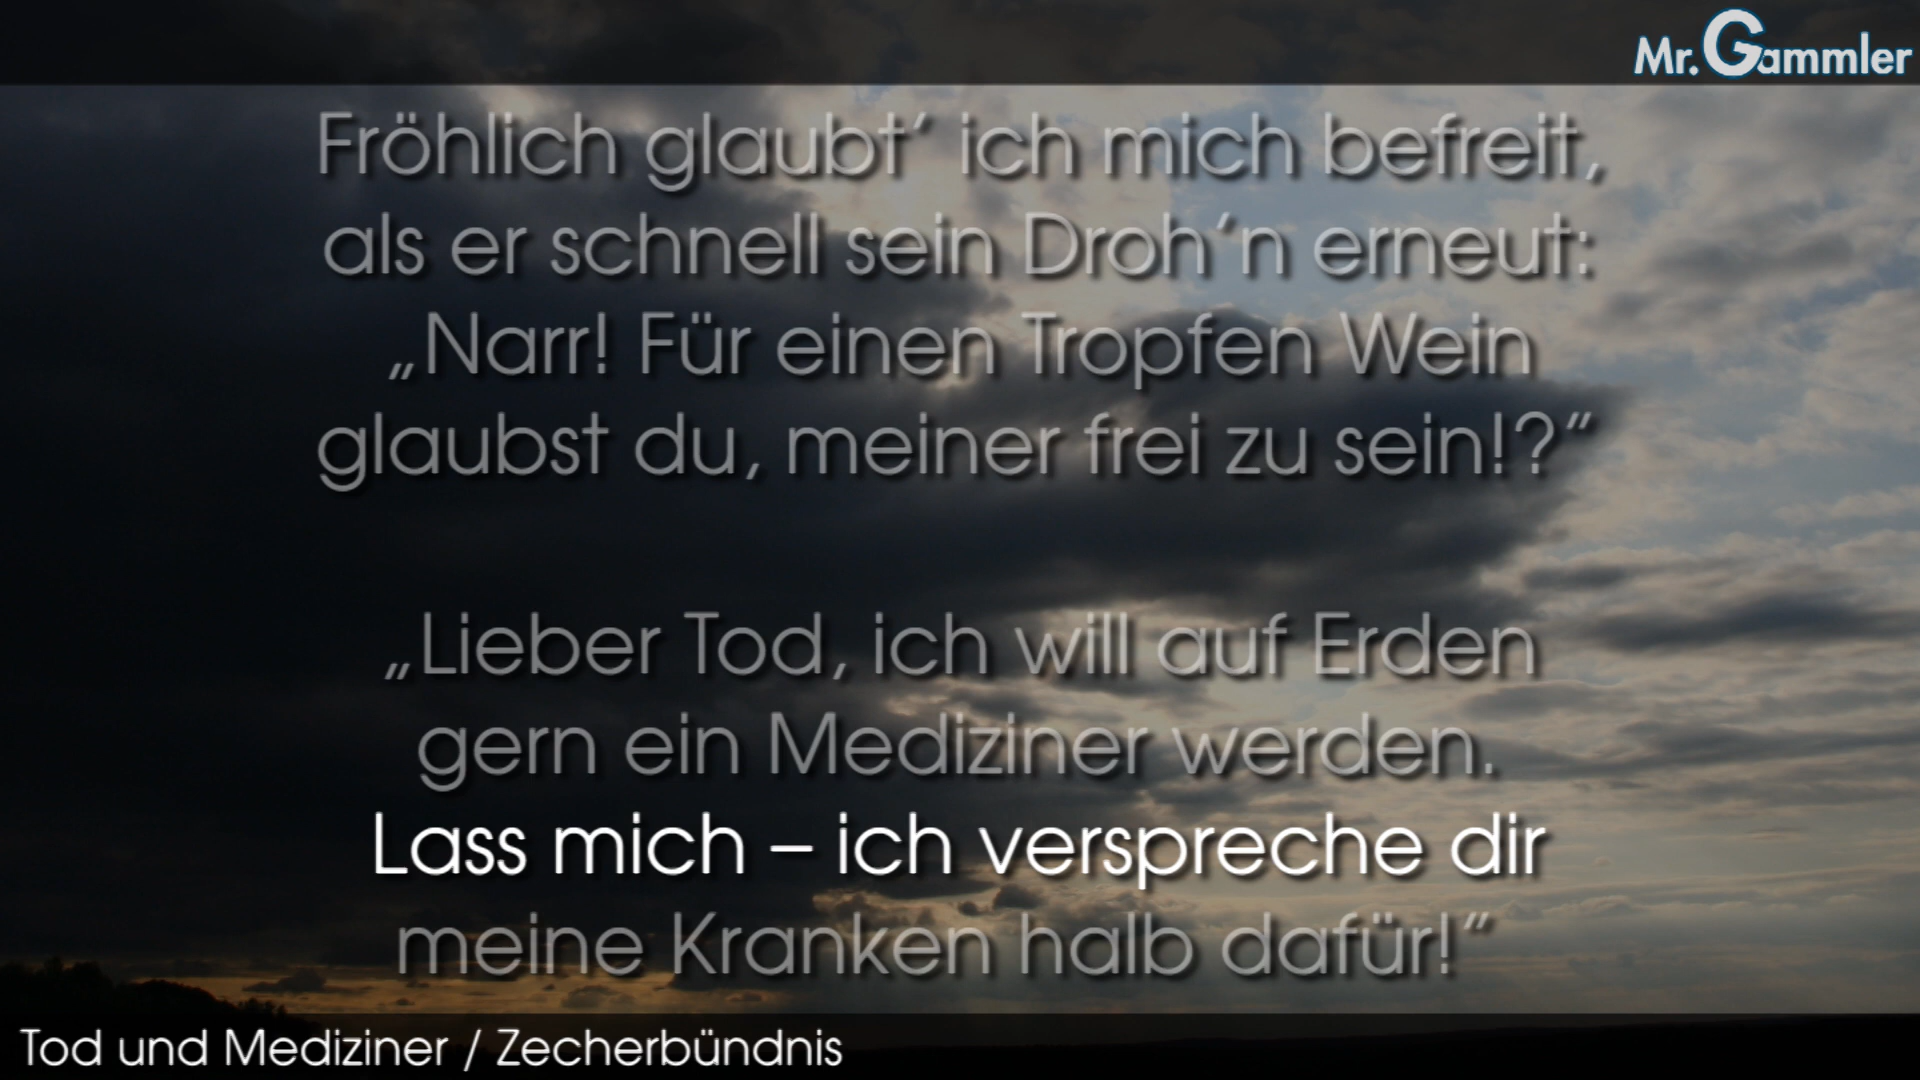 Mr. Gammler
Fröhlich glaubt´ ich mich befreit,
als er schnell sein Droh´n erneut:
„Narr! Für einen Tropfen Wein
glaubst du, meiner frei zu sein!?”
„Lieber Tod, ich will auf Erden
gern ein Mediziner werden.
Lass mich – ich verspreche dir
meine Kranken halb dafür!”
Tod und Mediziner / Zecherbündnis